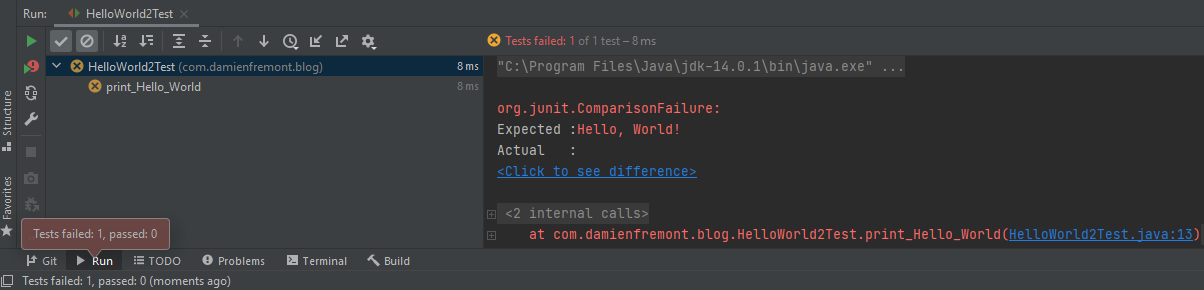 Run: HelloWorld2Test
Tests failed: 1 of 1 test – 8 ms
HelloWorld2Test (com.damienfremont.blog) 8 ms
print_Hello_World 8 ms
"C:\Program Files\Java\jdk-14.0.1\bin\java.exe" ...
org.junit.ComparisonFailure:
Expected :Hello, World!
Actual   :
<Click to see difference>
<2 internal calls>
at com.damienfremont.blog.HelloWorld2Test.print_Hello_World(HelloWorld2Test.java:13)
Structure
Favorites
Tests failed: 1, passed: 0
Git Run TODO Problems Terminal Build
Tests failed: 1, passed: 0 (moments ago)